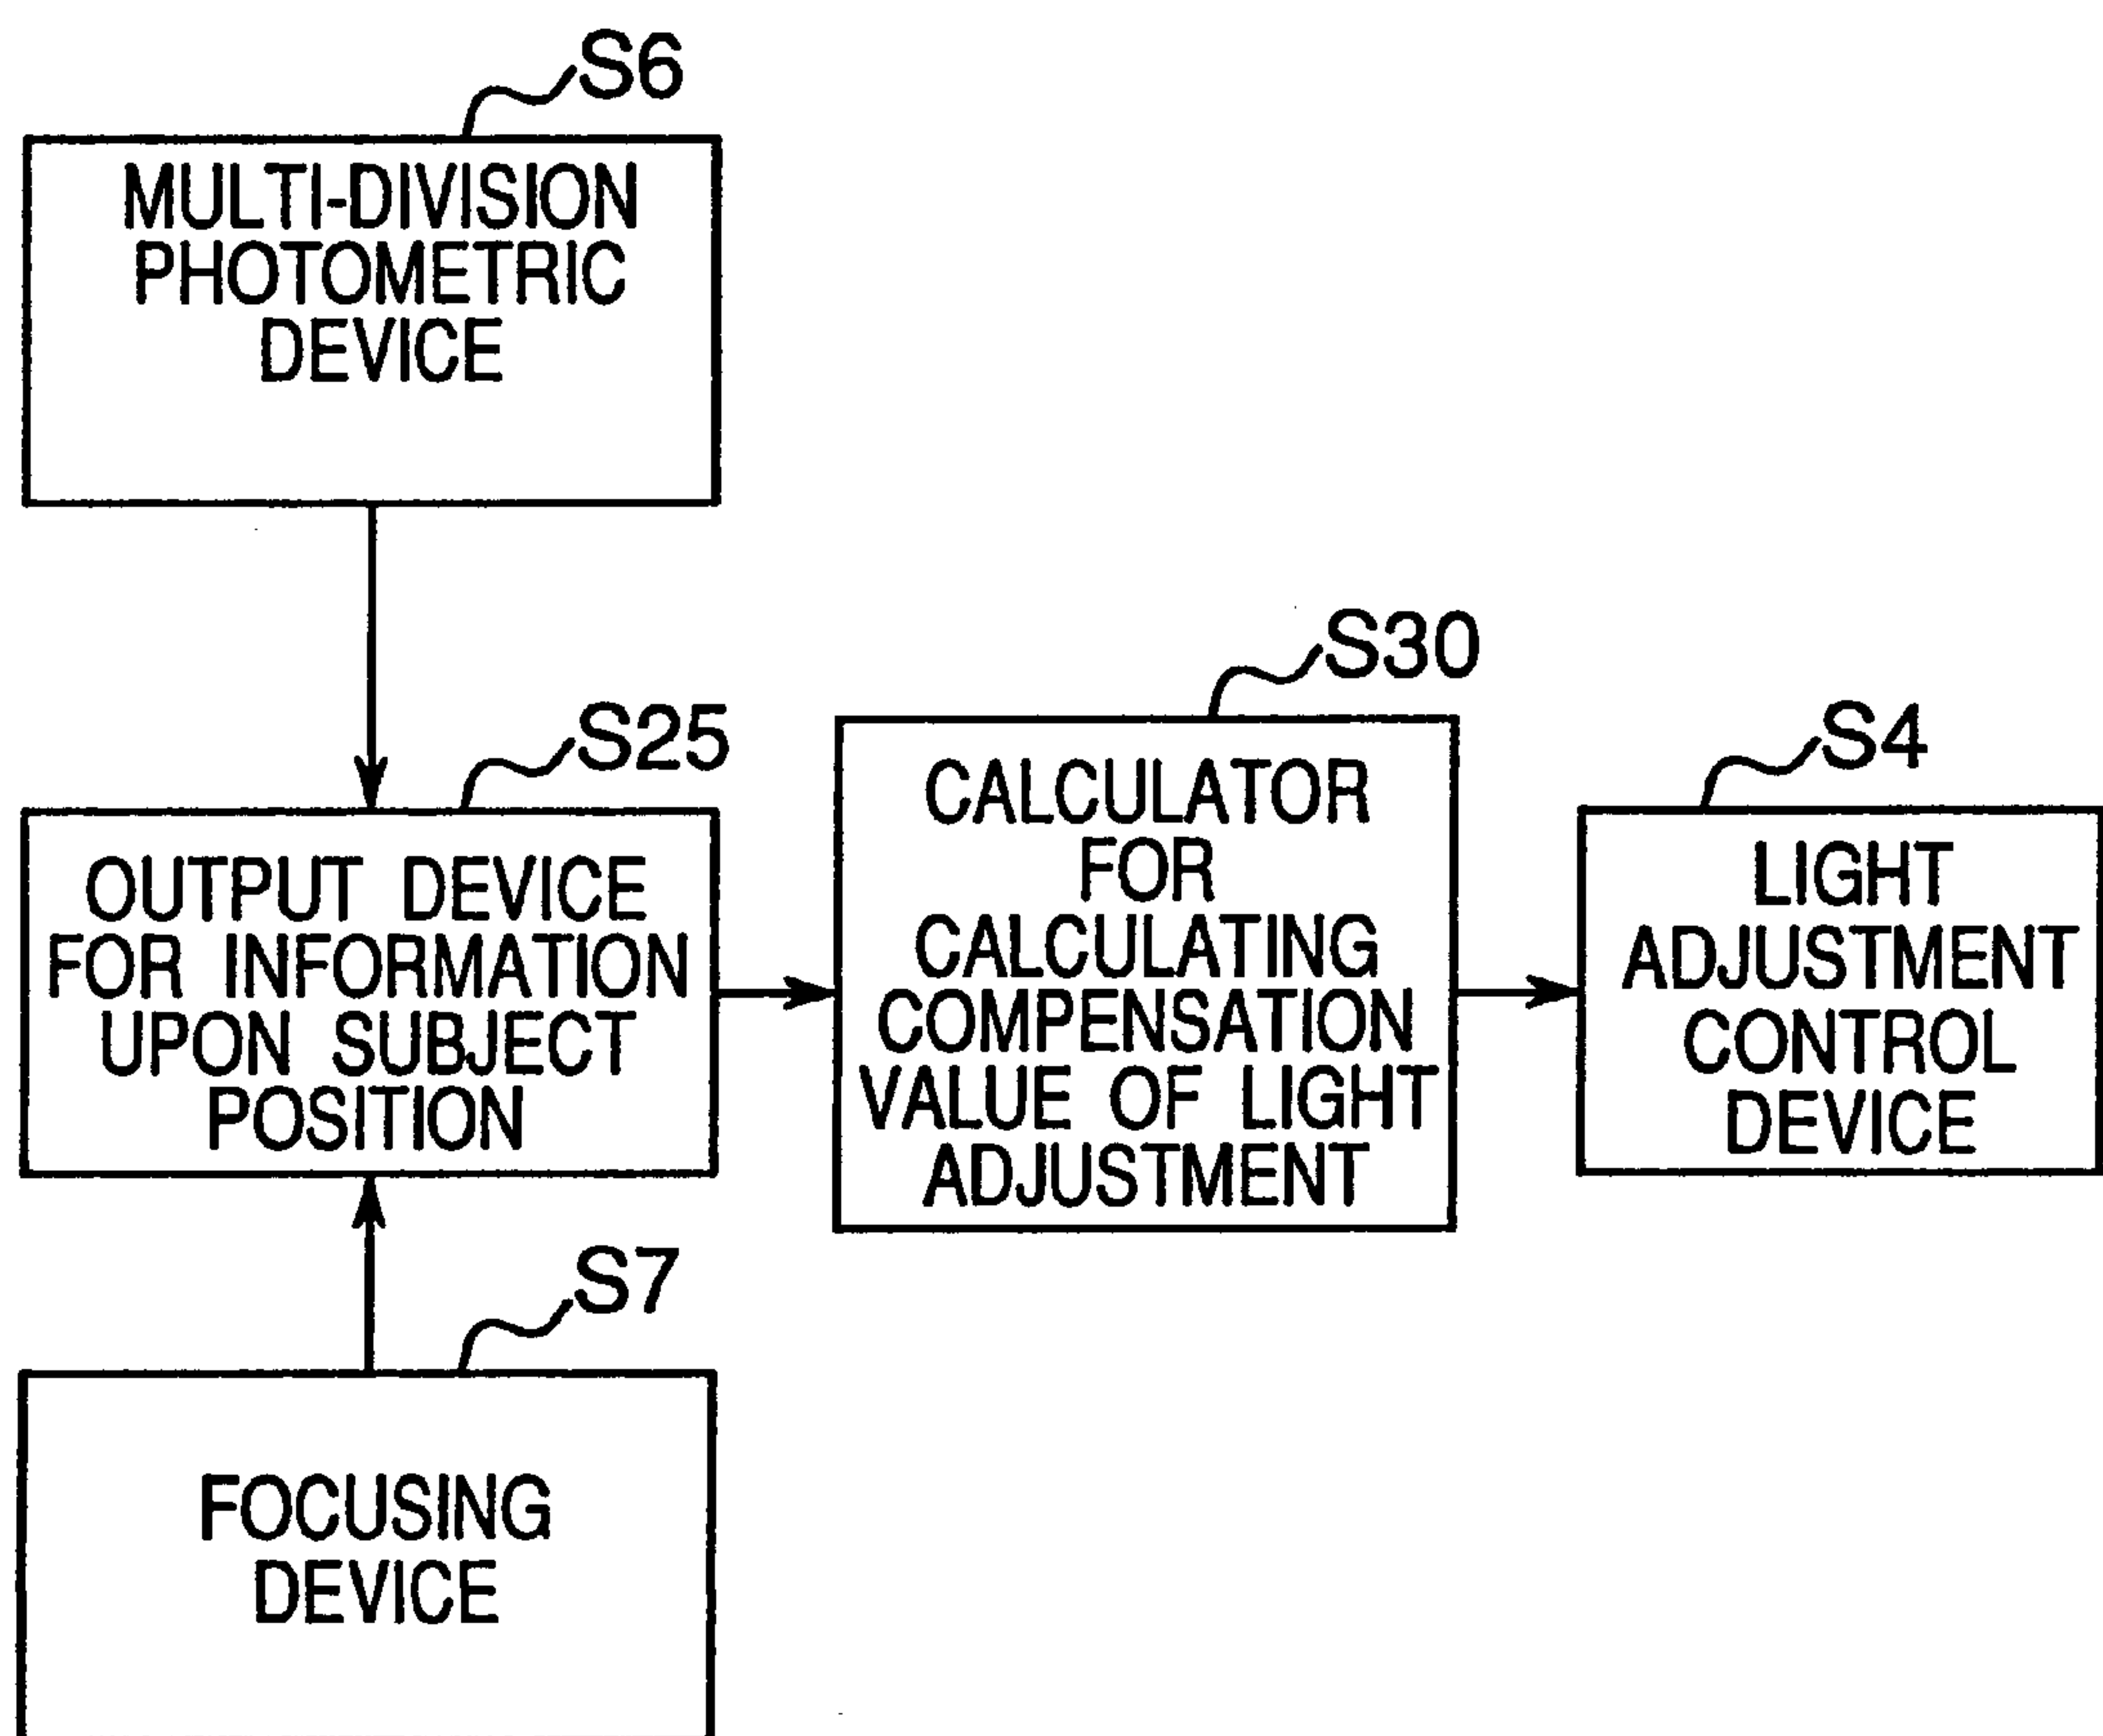 S6
MULTI-DIVISION
PHOTOMETRIC
DEVICE
S25
OUTPUT DEVICE
FOR INFORMATION
UPON SUBJECT
POSITION
S30
CALCULATOR
FOR
CALCULATING
COMPENSATION
VALUE OF LIGHT
ADJUSTMENT
S4
LIGHT
ADJUSTMENT
CONTROL
DEVICE
S7
FOCUSING
DEVICE